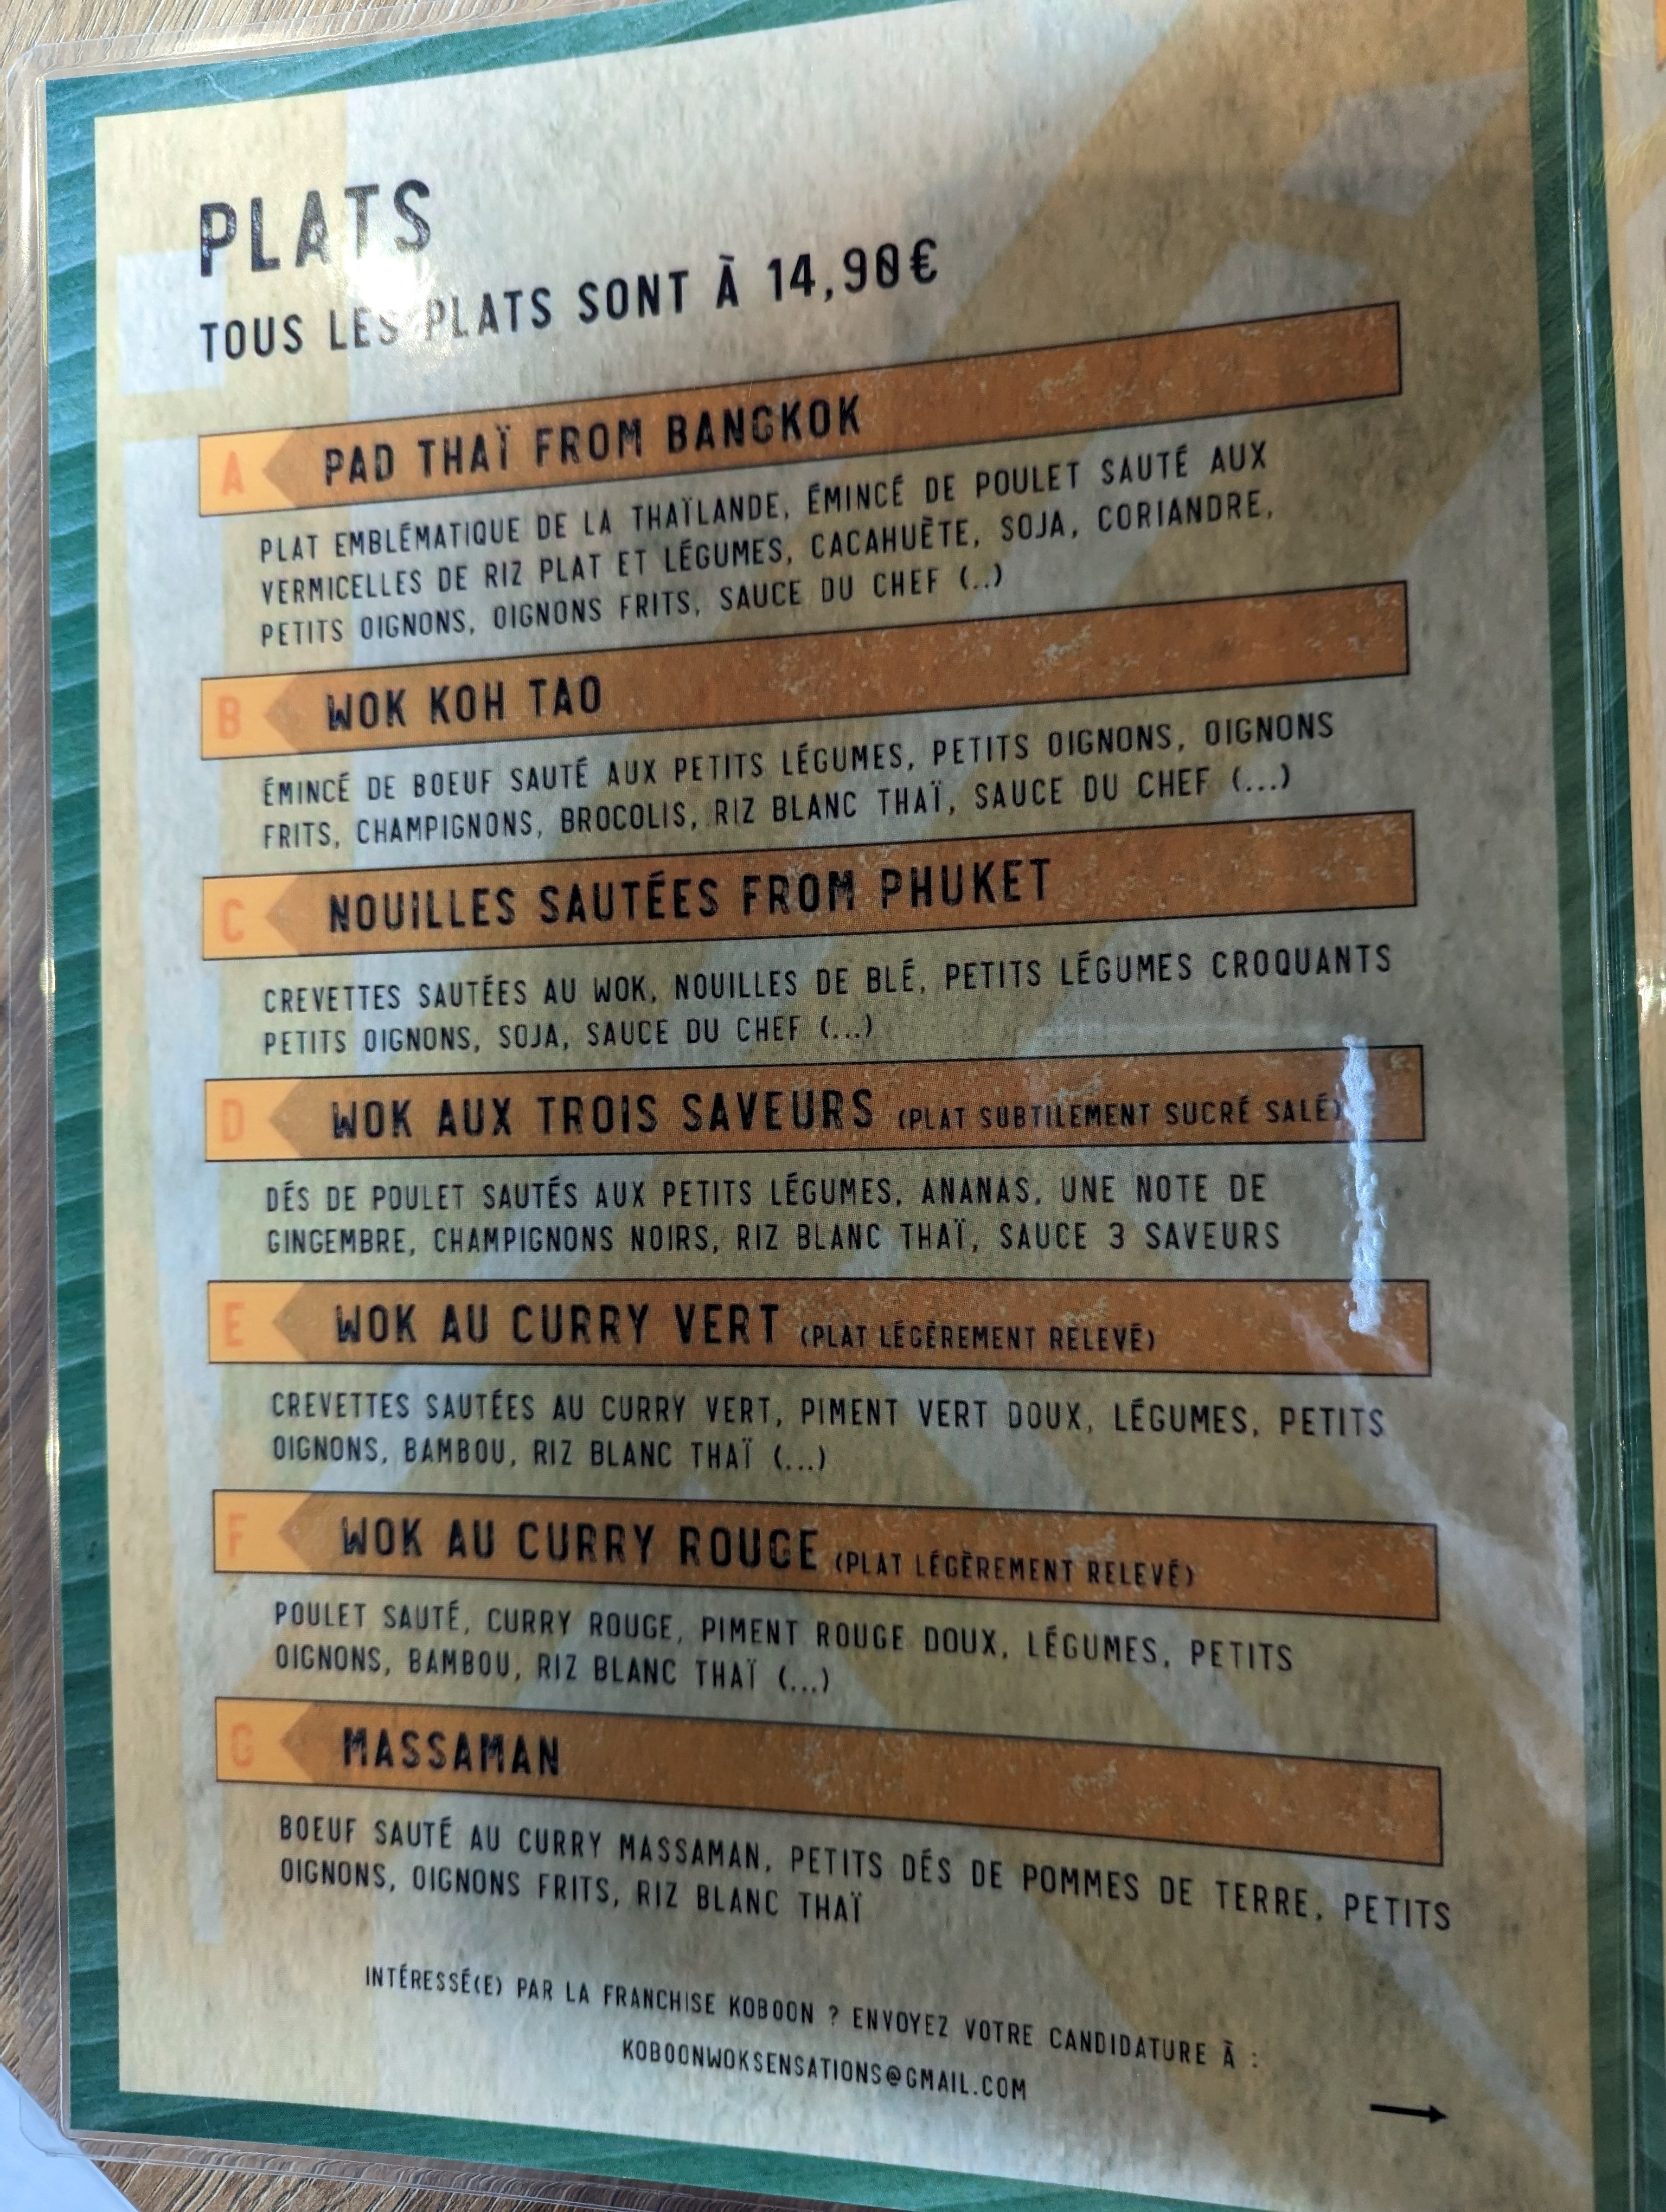 PLATS
TOUS LES PLATS SONT À 14,90€
A PAD THAÏ FROM BANGKOK
PLAT EMBLÉMATIQUE DE LA THAÏLANDE, ÉMINCÉ DE POULET SAUTÉ AUX
VERMICELLES DE RIZ PLAT ET LÉGUMES, CACAHUÈTE, SOJA, CORIANDRE,
PETITS OIGNONS, OIGNONS FRITS, SAUCE DU CHEF (..)
B WOK KOH TAO
ÉMINCÉ DE BOEUF SAUTÉ AUX PETITS LÉGUMES, PETITS OIGNONS, OIGNONS
FRITS, CHAMPIGNONS, BROCOLIS, RIZ BLANC THAÏ, SAUCE DU CHEF (...)
C NOUILLES SAUTÉES FROM PHUKET
CREVETTES SAUTÉES AU WOK, NOUILLES DE BLÉ, PETITS LÉGUMES CROQUANTS
PETITS OIGNONS, SOJA, SAUCE DU CHEF (...)
D WOK AUX TROIS SAVEURS (PLAT SUBTILEMENT SUCRÉ SALÉ)
DÉS DE POULET SAUTÉS AUX PETITS LÉGUMES, ANANAS, UNE NOTE DE
GINGEMBRE, CHAMPIGNONS NOIRS, RIZ BLANC THAÏ, SAUCE 3 SAVEURS
E WOK AU CURRY VERT (PLAT LÉGÈREMENT RELEVÉ)
CREVETTES SAUTÉES AU CURRY VERT, PIMENT VERT DOUX, LÉGUMES, PETITS
OIGNONS, BAMBOU, RIZ BLANC THAÏ (...)
F WOK AU CURRY ROUGE (PLAT LÉGÈREMENT RELEVÉ)
POULET SAUTÉ, CURRY ROUGE, PIMENT ROUGE DOUX, LÉGUMES, PETITS
OIGNONS, BAMBOU, RIZ BLANC THAÏ (...)
G MASSAMAN
BOEUF SAUTÉ AU CURRY MASSAMAN, PETITS DÉS DE POMMES DE TERRE, PETITS
OIGNONS, OIGNONS FRITS, RIZ BLANC THAÏ
INTÉRESSÉ(E) PAR LA FRANCHISE KOBOON ? ENVOYEZ VOTRE CANDIDATURE À :
KOBOONWOKSENSATIONS@GMAIL.COM